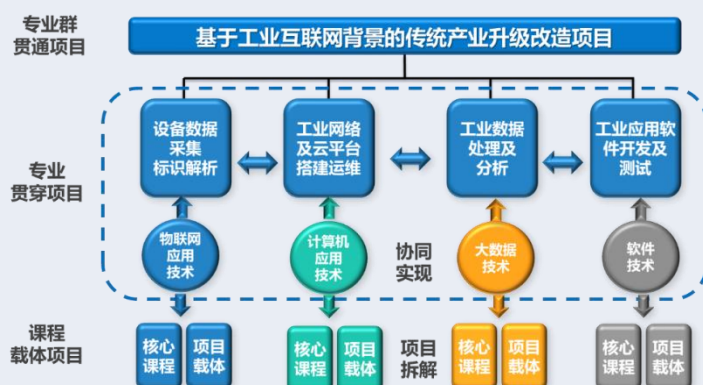 专业群
贯通项目
基于工业互联网背景的传统产业升级改造项目
专业
贯穿项目
设备数据
采集
标识解析
工业网络
及云平台
搭建运维
工业数据
处理及
分析
工业应用软
件开发及
测试
物联网
应用
技术
计算机
应用
技术
协同
实现
大数据
技术
软件
技术
课程
载体项目
核心
课程
项目
载体
核心
课程
项目
载体
项目
拆解
核心
课程
项目
载体
核心
课程
项目
载体